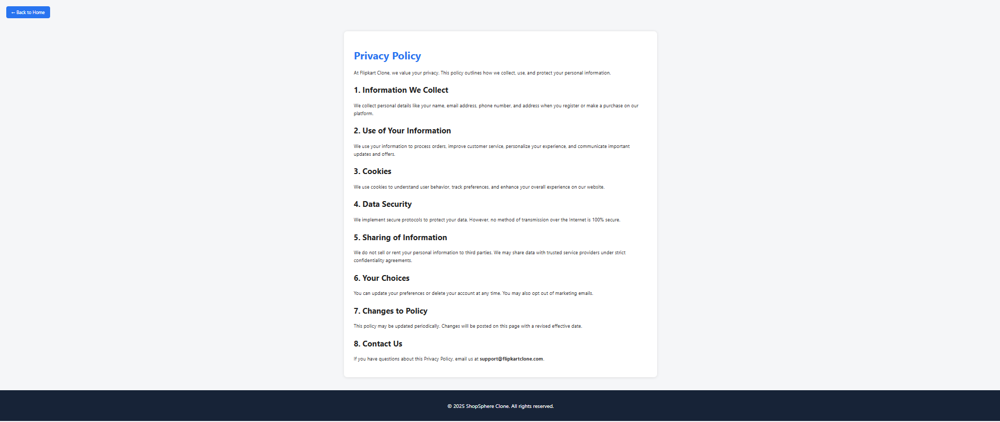 ← Back to Home
Privacy Policy
At Flipkart Clone, we value your privacy. This policy outlines how we collect, use, and protect your personal information.
1. Information We Collect
We collect personal details like your name, email address, phone number, and address when you register or make a purchase on our
platform.
2. Use of Your Information
We use your information to process orders, improve customer service, personalize your experience, and communicate important
updates and offers.
3. Cookies
We use cookies to understand user behavior, track preferences, and enhance your overall experience on our website.
4. Data Security
We implement secure protocols to protect your data. However, no method of transmission over the Internet is 100% secure.
5. Sharing of Information
We do not sell or rent your personal information to third parties. We may share data with trusted service providers under strict
confidentiality agreements.
6. Your Choices
You can update your preferences or delete your account at any time. You may also opt out of marketing emails.
7. Changes to Policy
This policy may be updated periodically. Changes will be posted on this page with a revised effective date.
8. Contact Us
If you have questions about this Privacy Policy, email us at support@flipkartclone.com.
© 2025 ShopSphere Clone. All rights reserved.